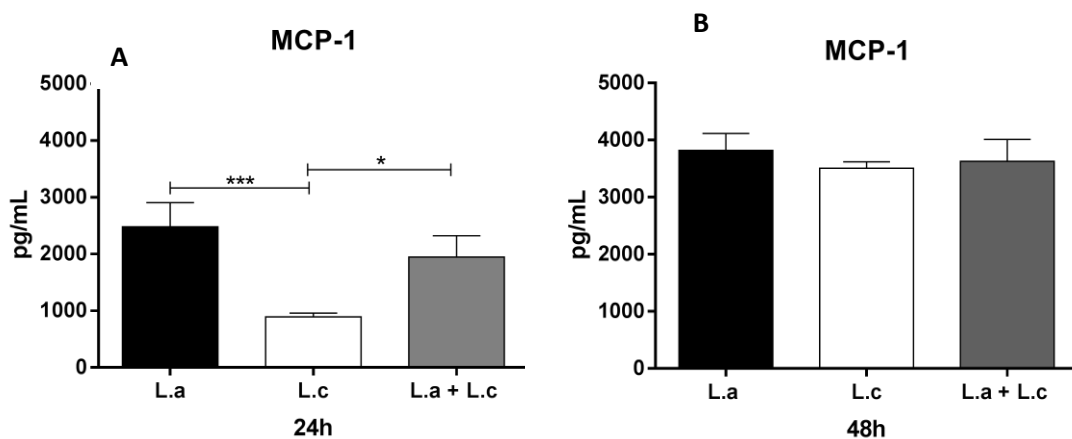 A
MCP-1
5000
4000
3000
2000
1000
0
pg/mL
***
*
L.a L.c L.a + L.c
24h
B
MCP-1
5000
4000
3000
2000
1000
0
pg/mL
L.a L.c L.a + L.c
48h